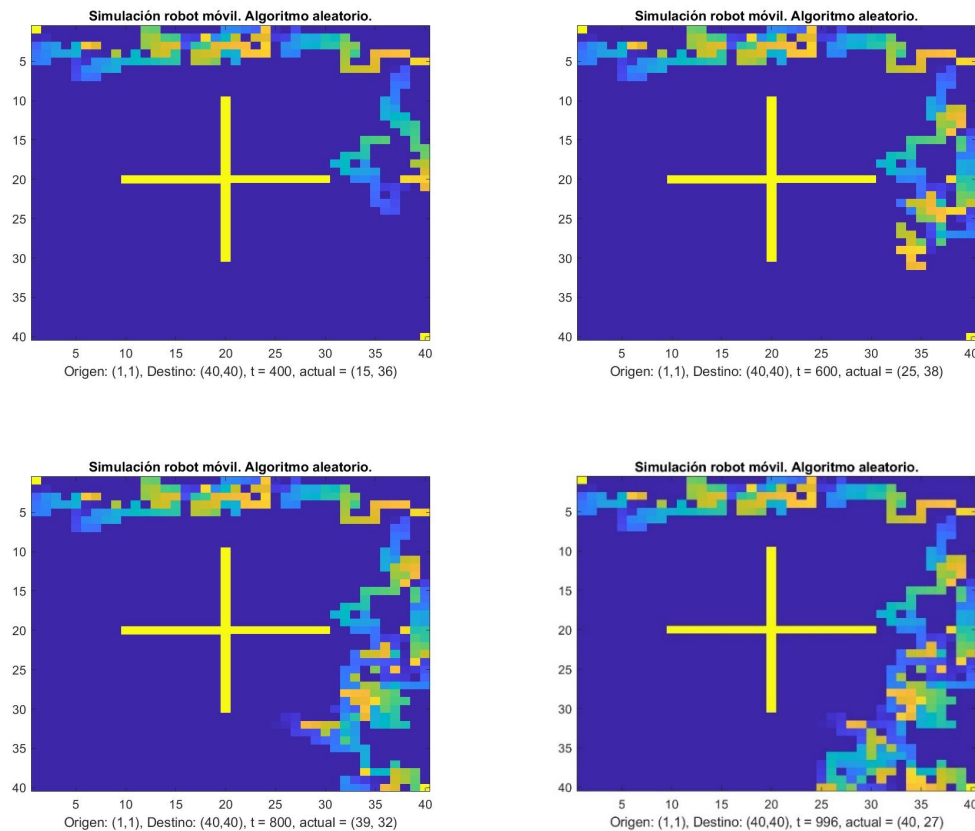 Simulación robot móvil. Algoritmo aleatorio.
5
10
15
20
25
30
35
40
5 10 15 20 25 30 35 40
Origen: (1,1), Destino: (40,40), t = 400, actual = (15, 36)
Simulación robot móvil. Algoritmo aleatorio.
5
10
15
20
25
30
35
40
5 10 15 20 25 30 35 40
Origen: (1,1), Destino: (40,40), t = 600, actual = (25, 38)
Simulación robot móvil. Algoritmo aleatorio.
5
10
15
20
25
30
35
40
5 10 15 20 25 30 35 40
Origen: (1,1), Destino: (40,40), t = 800, actual = (39, 32)
Simulación robot móvil. Algoritmo aleatorio.
5
10
15
20
25
30
35
40
5 10 15 20 25 30 35 40
Origen: (1,1), Destino: (40,40), t = 996, actual = (40, 27)